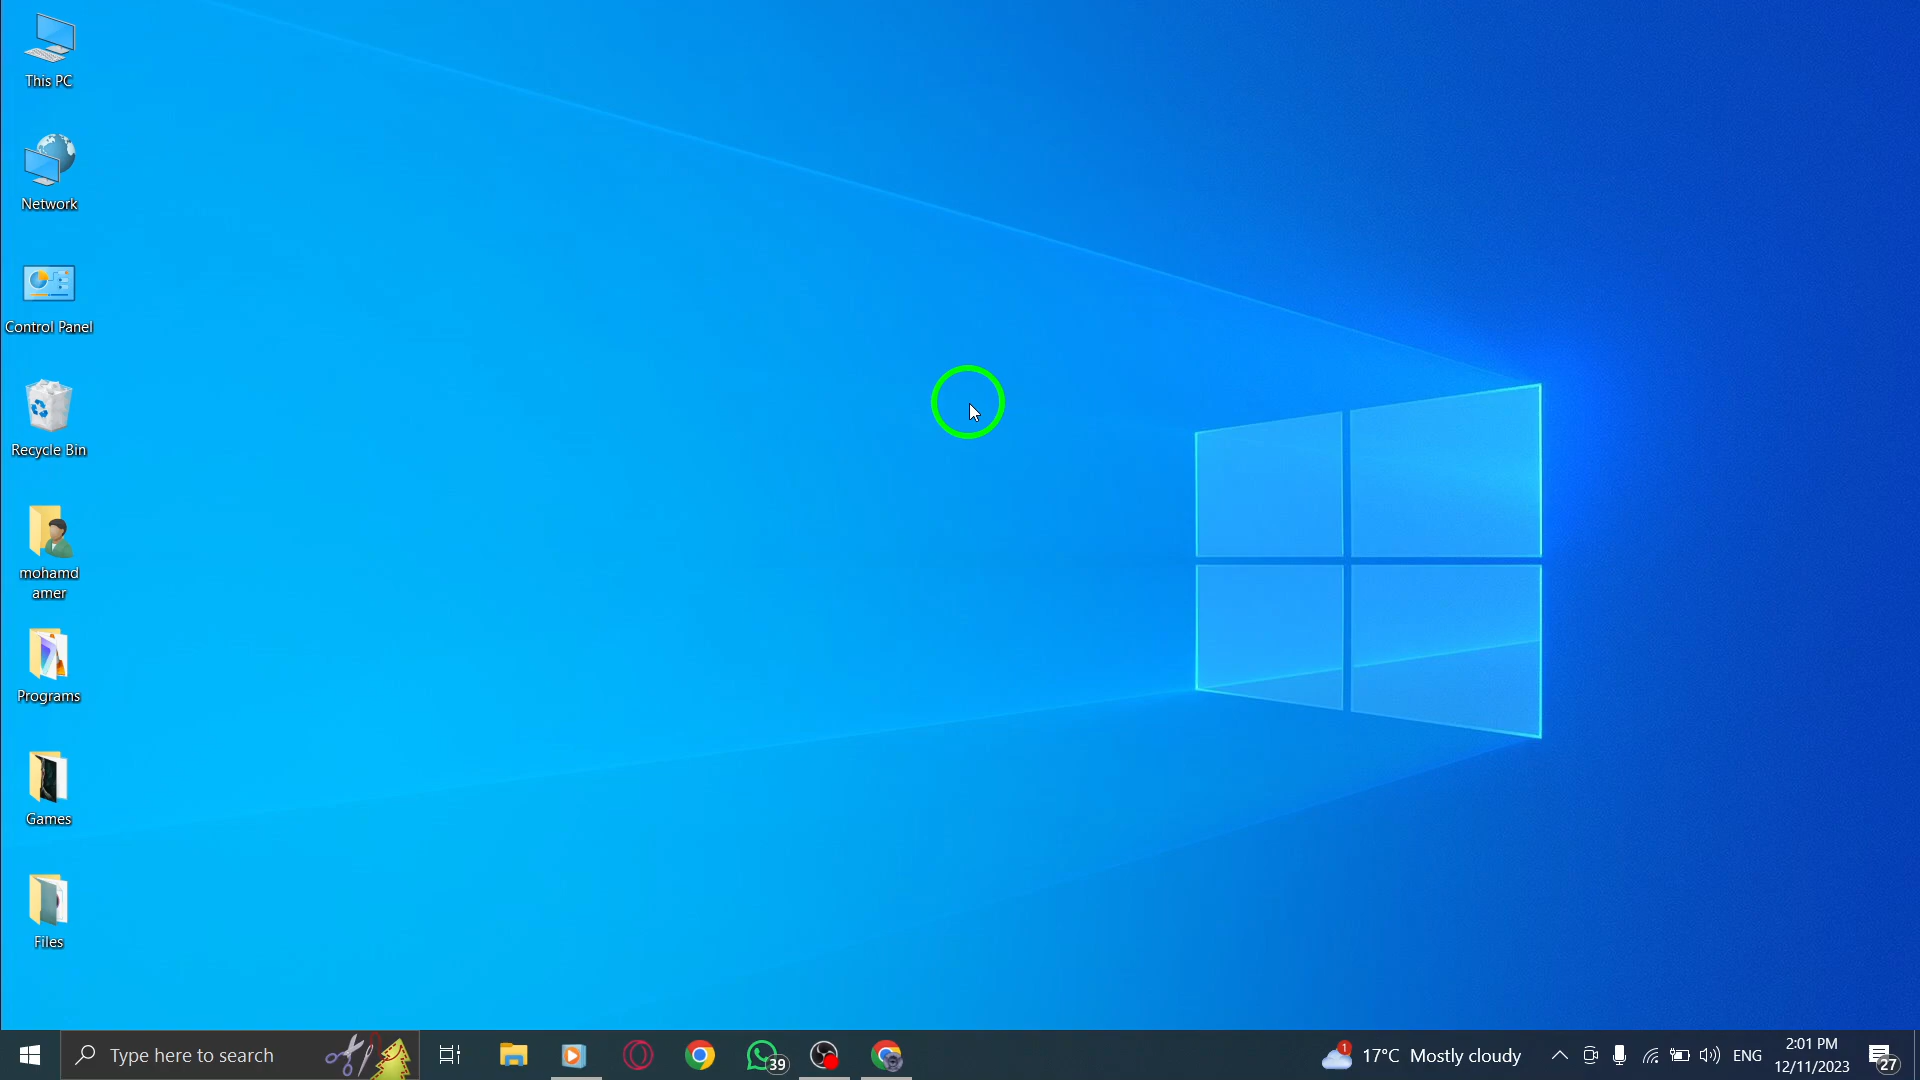 This PC
Network
Control Panel
Recycle Bin
mohamd
amer
Programs
Games
Files
Type here to search
39
1
17°C Mostly cloudy
ENG
2:01 PM
12/11/2023
27